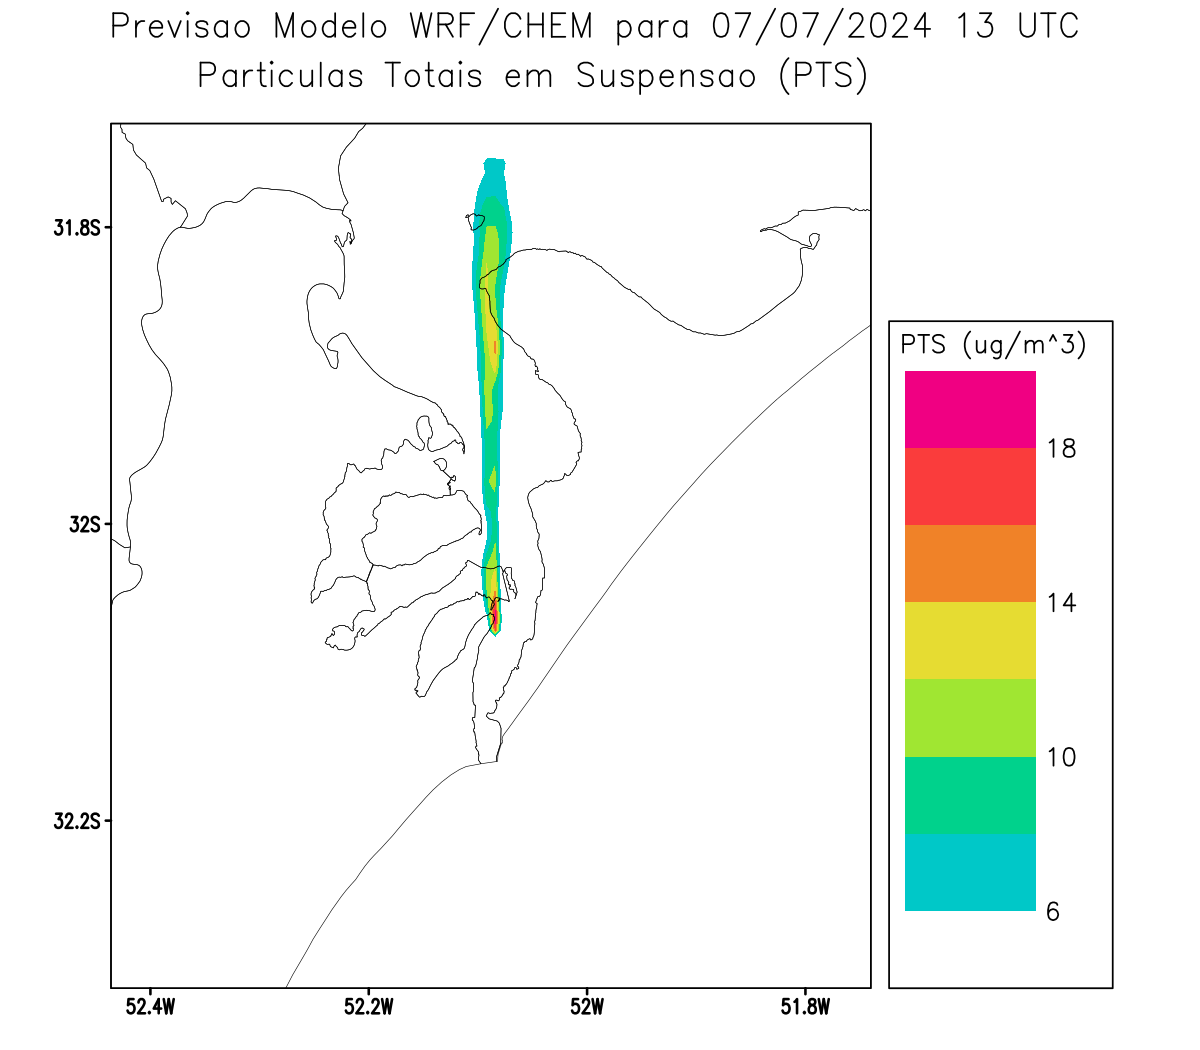 Previsao Modelo WRF/CHEM para 07/07/2024 13 UTC
Particulas Totais em Suspensao (PTS)
31.8S
32S
32.2S
52.4W
52.2W
52W
51.8W
PTS (ug/m^3)
18
14
10
6